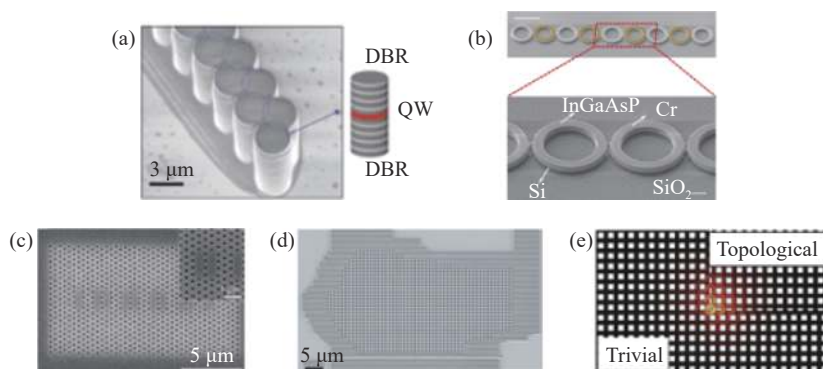 (a)
DBR
QW
DBR
3 μm
(b)
InGaAsP
Cr
Si
SiO2
(c)
5 μm
(d)
5 μm
(e)
Topological
Trivial